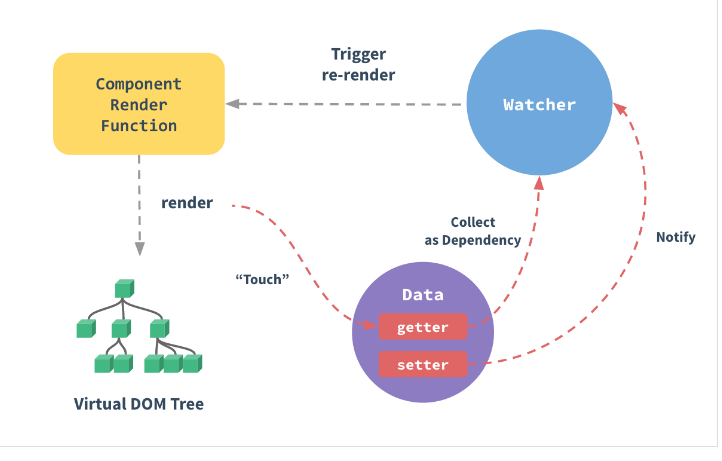 Trigger
re-render
Component
Render
Function
Watcher
render
Collect
as Dependency
Notify
“Touch”
Data
getter
setter
Virtual DOM Tree